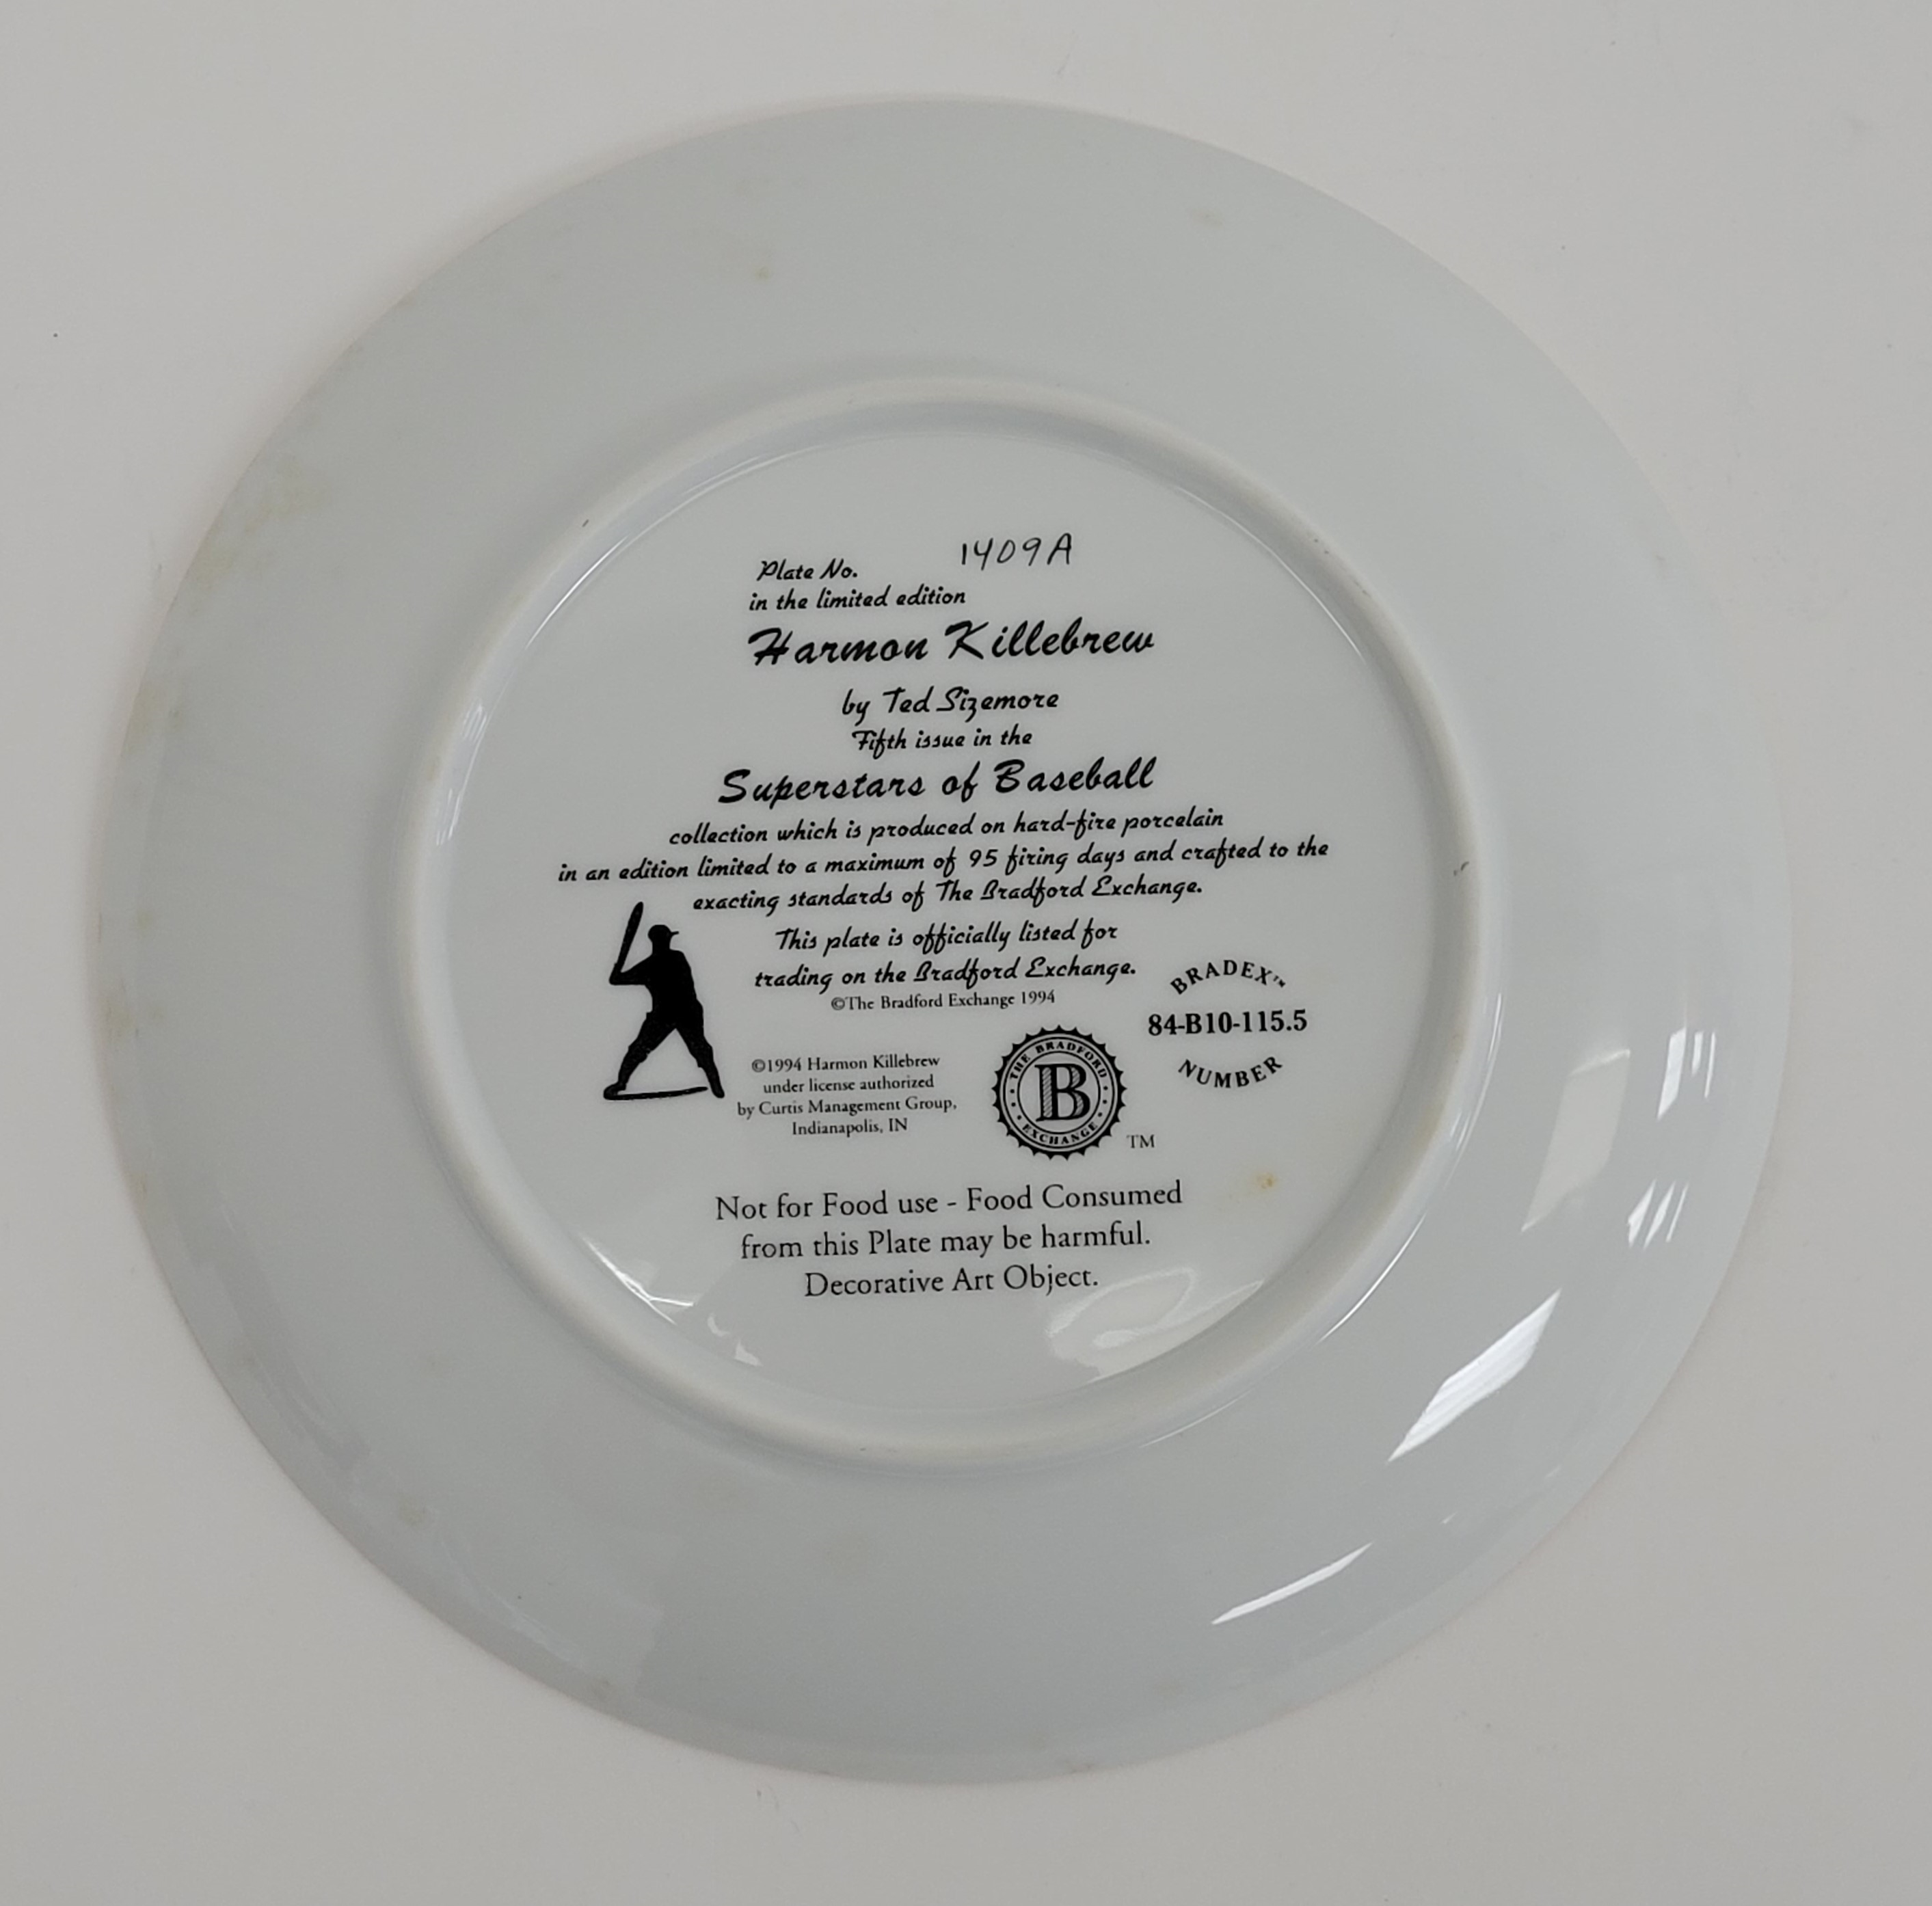 Plate No. 1409A
in the limited edition
Harmon Killebrew
by Ted Sizemore
Fifth issue in the
Superstars of Baseball
collection which is produced on hard-fire porcelain
in an edition limited to a maximum of 95 firing days and crafted to the
exacting standards of The Bradford Exchange.
This plate is officially listed for
trading on the Bradford Exchange.
©The Bradford Exchange 1994
BRADEX™
84-B10-115.5
NUMBER
©1994 Harmon Killebrew
under license authorized
by Curtis Management Group,
Indianapolis, IN
THE BRADFORD
B
EXCHANGE
TM
Not for Food use - Food Consumed
from this Plate may be harmful.
Decorative Art Object.